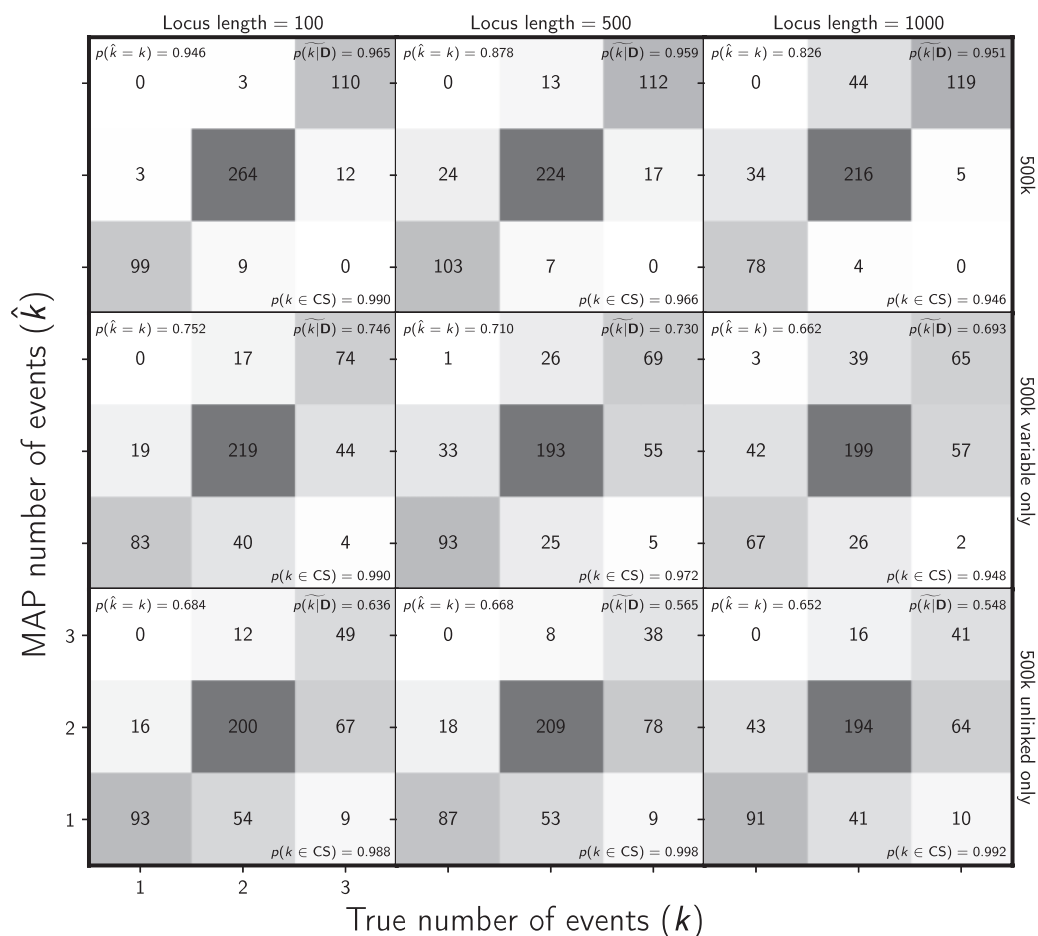 Locus length = 100 Locus length = 500 Locus length = 1000
p(k̂ = k) = 0.946 p(k|D) = 0.965 p(k̂ = k) = 0.878 p(k|D) = 0.959 p(k̂ = k) = 0.826 p(k|D) = 0.951
0 3 110 0 13 112 0 44 119
3 264 12 24 224 17 34 216 5
500k
99 9 0 103 7 0 78 4 0
p(k ∈ CS) = 0.990 p(k ∈ CS) = 0.966 p(k ∈ CS) = 0.946
p(k̂ = k) = 0.752 p(k|D) = 0.746 p(k̂ = k) = 0.710 p(k|D) = 0.730 p(k̂ = k) = 0.662 p(k|D) = 0.693
0 17 74 1 26 69 3 39 65
19 219 44 33 193 55 42 199 57
500k variable only
83 40 4 93 25 5 67 26 2
p(k ∈ CS) = 0.990 p(k ∈ CS) = 0.972 p(k ∈ CS) = 0.948
p(k̂ = k) = 0.684 p(k|D) = 0.636 p(k̂ = k) = 0.668 p(k|D) = 0.565 p(k̂ = k) = 0.652 p(k|D) = 0.548
3 0 12 49 0 8 38 0 16 41
2 16 200 67 18 209 78 43 194 64
500k unlinked only
1 93 54 9 87 53 9 91 41 10
p(k ∈ CS) = 0.988 p(k ∈ CS) = 0.998 p(k ∈ CS) = 0.992
1 2 3
MAP number of events (k̂)
True number of events (k)